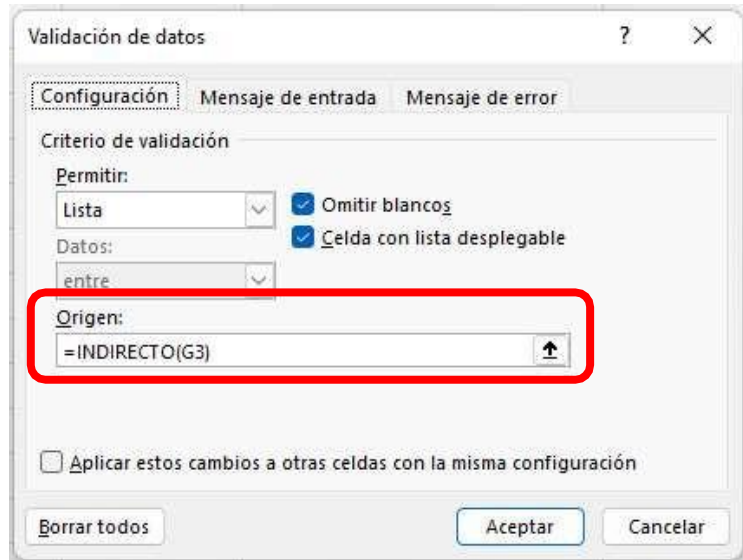 Validación de datos ?
Configuración Mensaje de entrada Mensaje de error
Criterio de validación
Permitir:
Lista
Omitir blancos
Celda con lista desplegable
Datos:
entre
Origen:
=INDIRECTO(G3)
Aplicar estos cambios a otras celdas con la misma configuración
Borrar todos Aceptar Cancelar